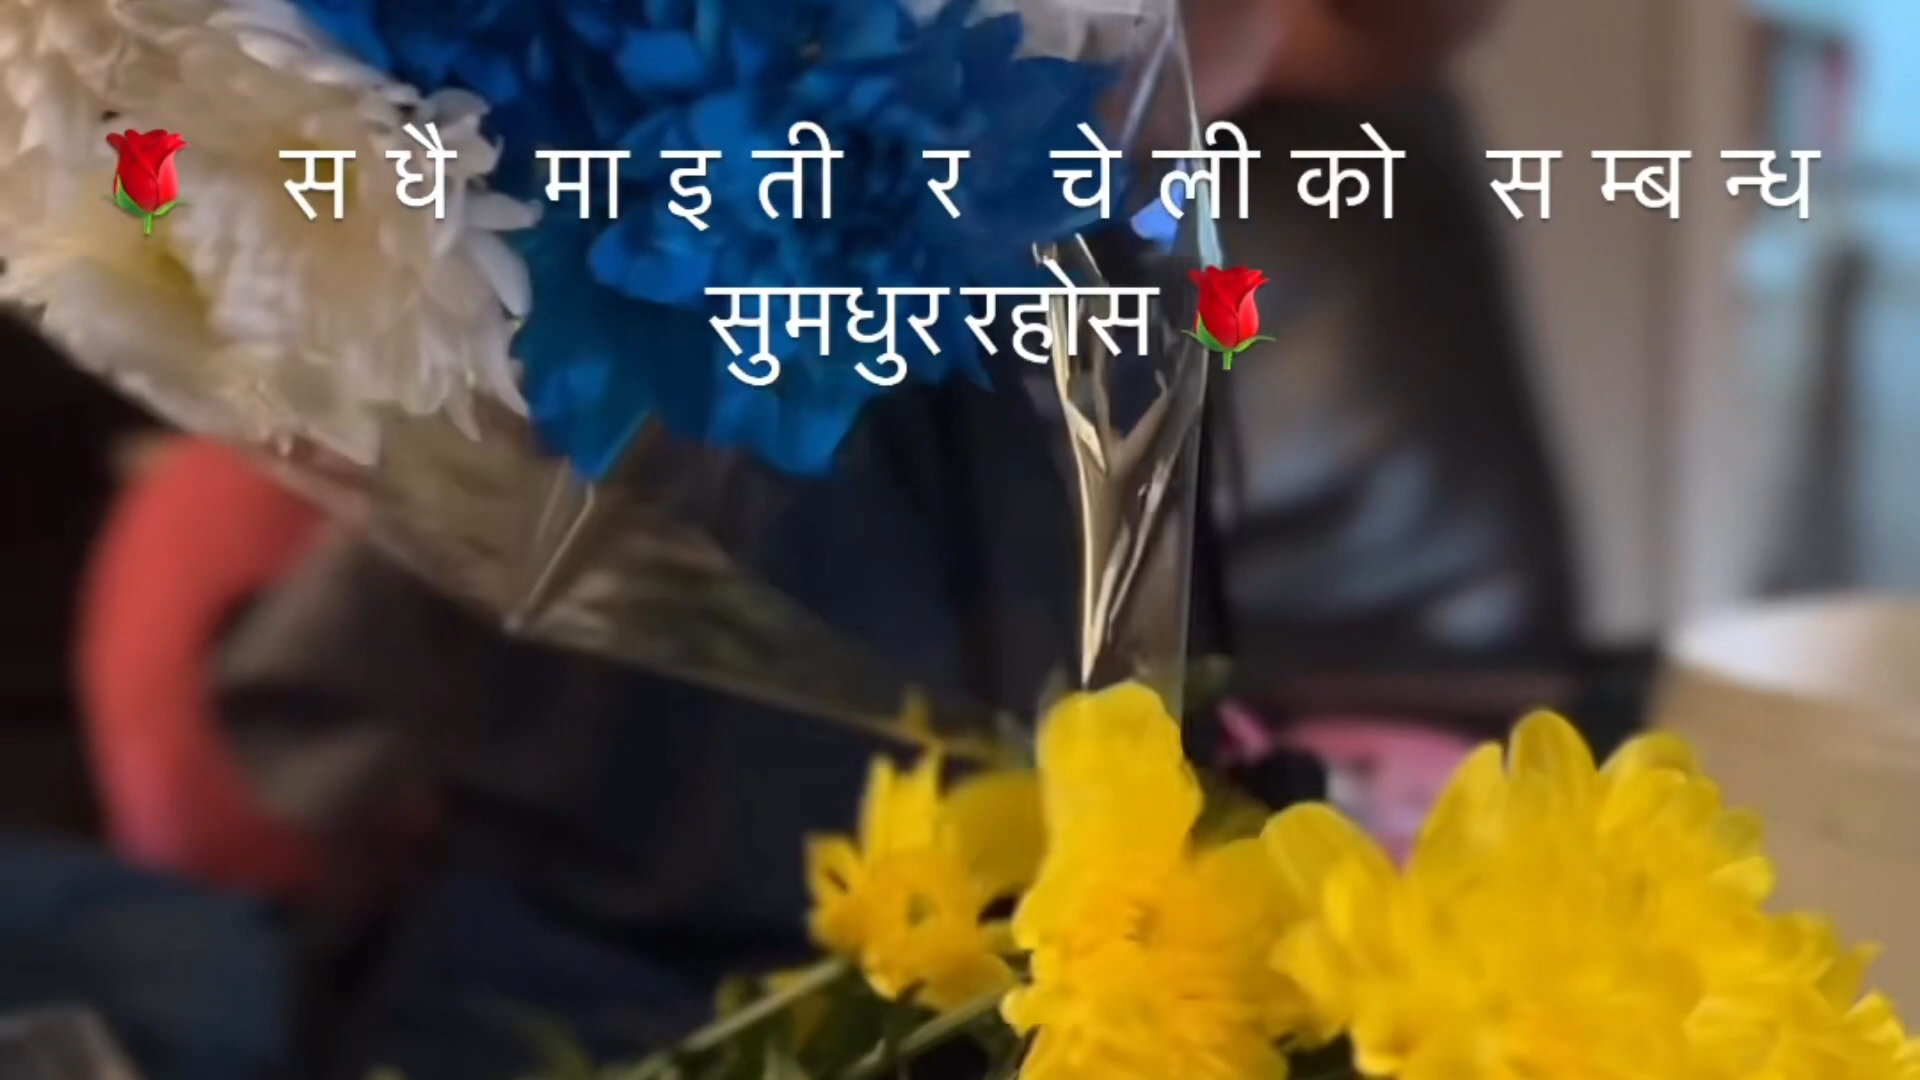 🌹 सधै माइती र चेलीको सम्बन्ध
सुमधुर रहोस 🌹